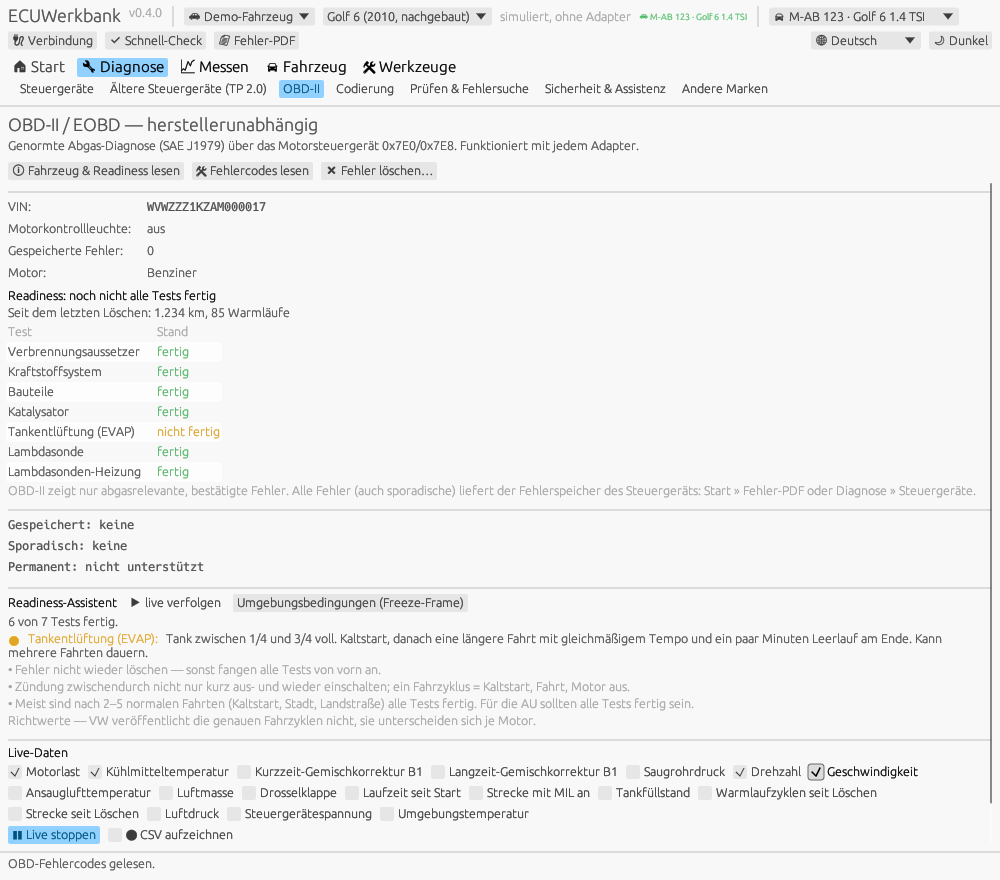 ECUWerkbank v0.4.0 Demo-Fahrzeug Golf 6 (2010, nachgebaut) simuliert, ohne Adapter M-AB 123 · Golf 6 1.4 TSI M-AB 123 · Golf 6 1.4 TSI
Verbindung Schnell-Check Fehler-PDF Deutsch Dunkel
Start Diagnose Messen Fahrzeug Werkzeuge
Steuergeräte Ältere Steuergeräte (TP 2.0) OBD-II Codierung Prüfen & Fehlersuche Sicherheit & Assistenz Andere Marken
OBD-II / EOBD — herstellerunabhängig
Genormte Abgas-Diagnose (SAE J1979) über das Motorsteuergerät 0x7E0/0x7E8. Funktioniert mit jedem Adapter.
Fahrzeug & Readiness lesen Fehlercodes lesen Fehler löschen…
VIN: WVWZZZ1KZAM000017
Motorkontrollleuchte: aus
Gespeicherte Fehler: 0
Motor: Benziner
Readiness: noch nicht alle Tests fertig
Seit dem letzten Löschen: 1.234 km, 85 Warmläufe
Test Stand
Verbrennungsaussetzer fertig
Kraftstoffsystem fertig
Bauteile fertig
Katalysator fertig
Tankentlüftung (EVAP) nicht fertig
Lambdasonde fertig
Lambdasonden-Heizung fertig
OBD-II zeigt nur abgasrelevante, bestätigte Fehler. Alle Fehler (auch sporadische) liefert der Fehlerspeicher des Steuergeräts: Start » Fehler-PDF oder Diagnose » Steuergeräte.
Gespeichert: keine
Sporadisch: keine
Permanent: nicht unterstützt
Readiness-Assistent ▶ live verfolgen Umgebungsbedingungen (Freeze-Frame)
6 von 7 Tests fertig.
Tankentlüftung (EVAP): Tank zwischen 1/4 und 3/4 voll. Kaltstart, danach eine längere Fahrt mit gleichmäßigem Tempo und ein paar Minuten Leerlauf am Ende. Kann
mehrere Fahrten dauern.
• Fehler nicht wieder löschen — sonst fangen alle Tests von vorn an.
• Zündung zwischendurch nicht nur kurz aus- und wieder einschalten; ein Fahrzyklus = Kaltstart, Fahrt, Motor aus.
• Meist sind nach 2–5 normalen Fahrten (Kaltstart, Stadt, Landstraße) alle Tests fertig. Für die AU sollten alle Tests fertig sein.
Richtwerte — VW veröffentlicht die genauen Fahrzyklen nicht, sie unterscheiden sich je Motor.
Live-Daten
Motorlast Kühlmitteltemperatur Kurzzeit-Gemischkorrektur B1 Langzeit-Gemischkorrektur B1 Saugrohrdruck Drehzahl Geschwindigkeit
Ansauglufttemperatur Luftmasse Drosselklappe Laufzeit seit Start Strecke mit MIL an Tankfüllstand Warmlaufzyklen seit Löschen
Strecke seit Löschen Luftdruck Steuergerätespannung Umgebungstemperatur
Live stoppen CSV aufzeichnen
OBD-Fehlercodes gelesen.